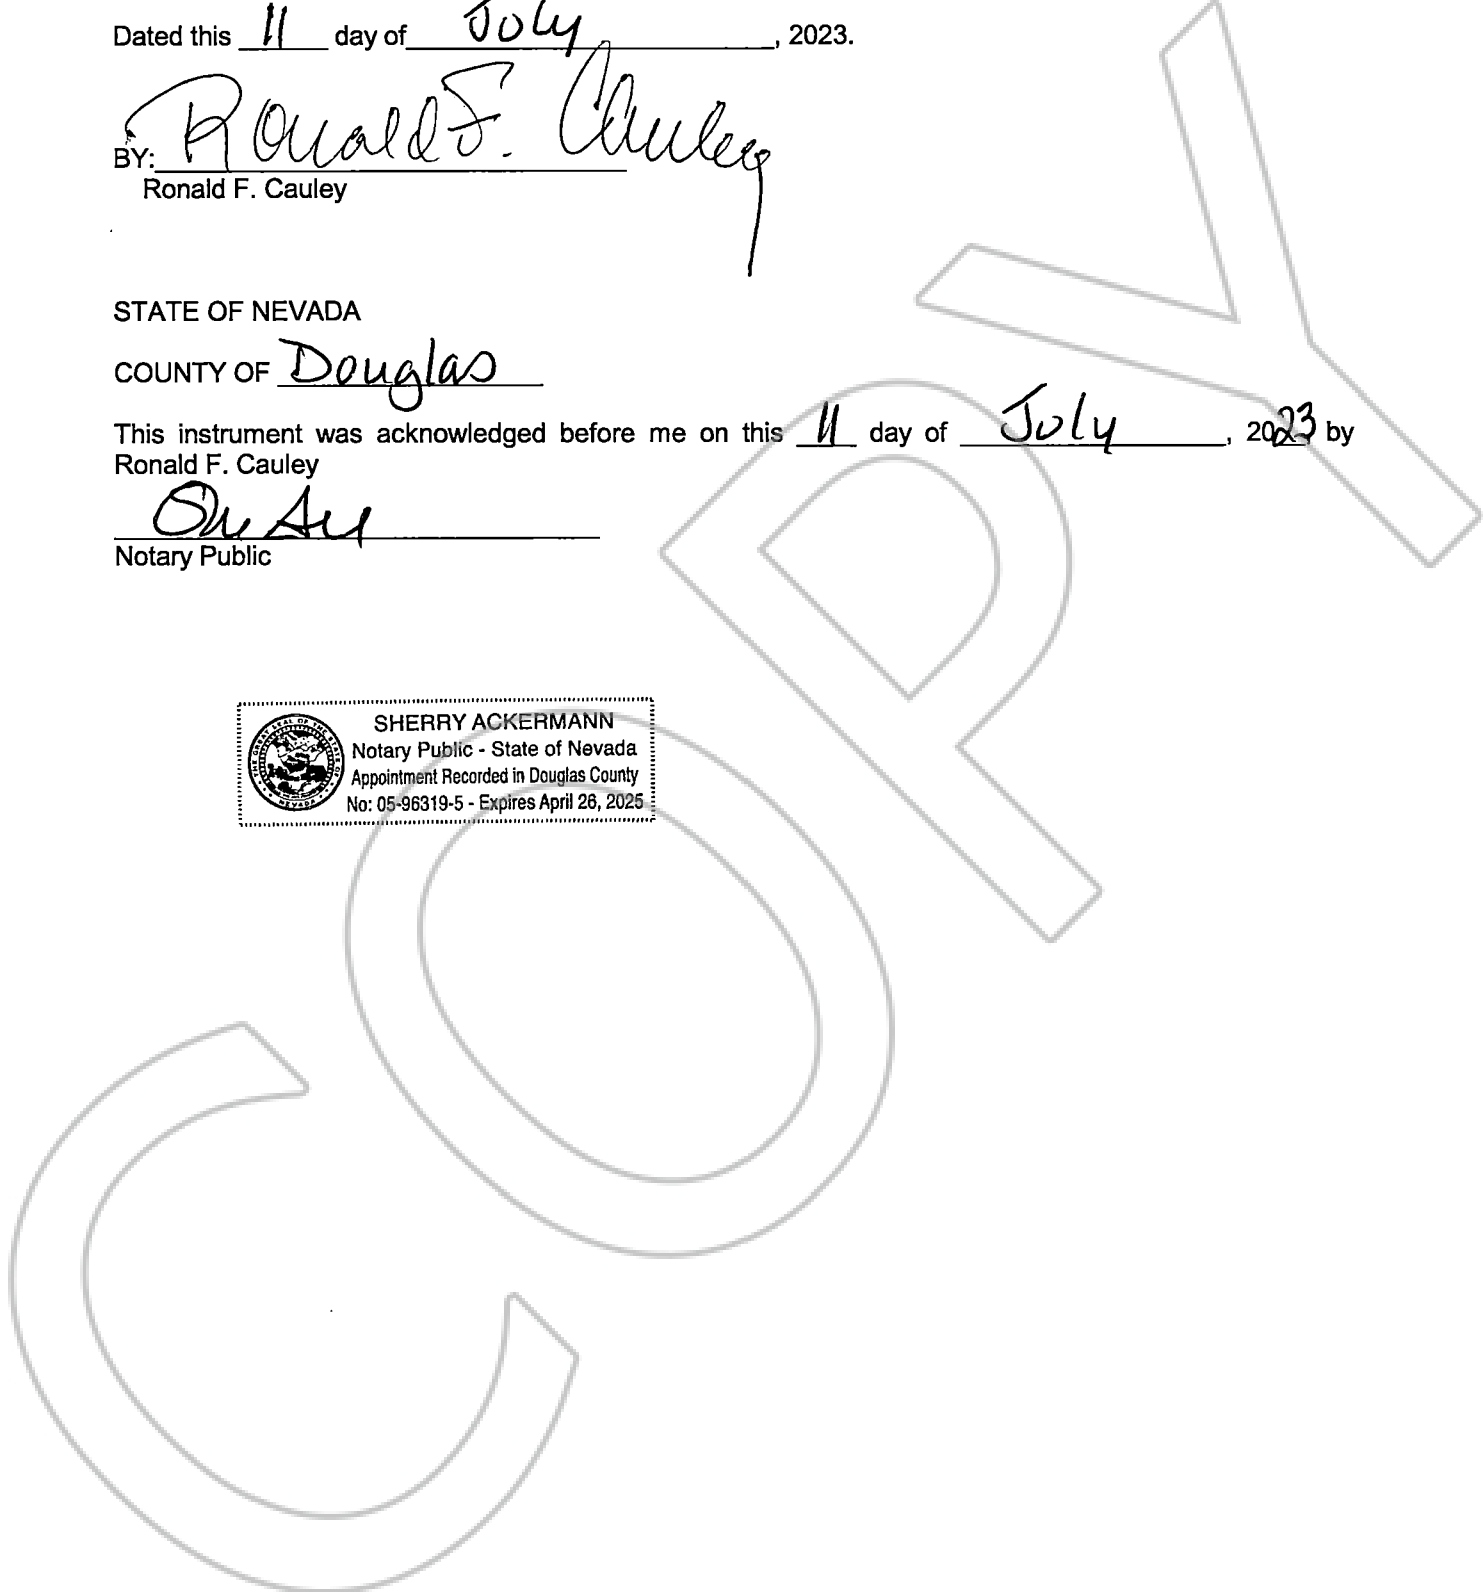 Dated this 11 day of July, 2023.
BY: Ronald F. Cauley
Ronald F. Cauley
STATE OF NEVADA
COUNTY OF Douglas
This instrument was acknowledged before me on this 11 day of July, 2023 by
Ronald F. Cauley
Notary Public
SHERRY ACKERMANN
Notary Public - State of Nevada
Appointment Recorded in Douglas County
No: 05-96319-5 - Expires April 26, 2025
COPY